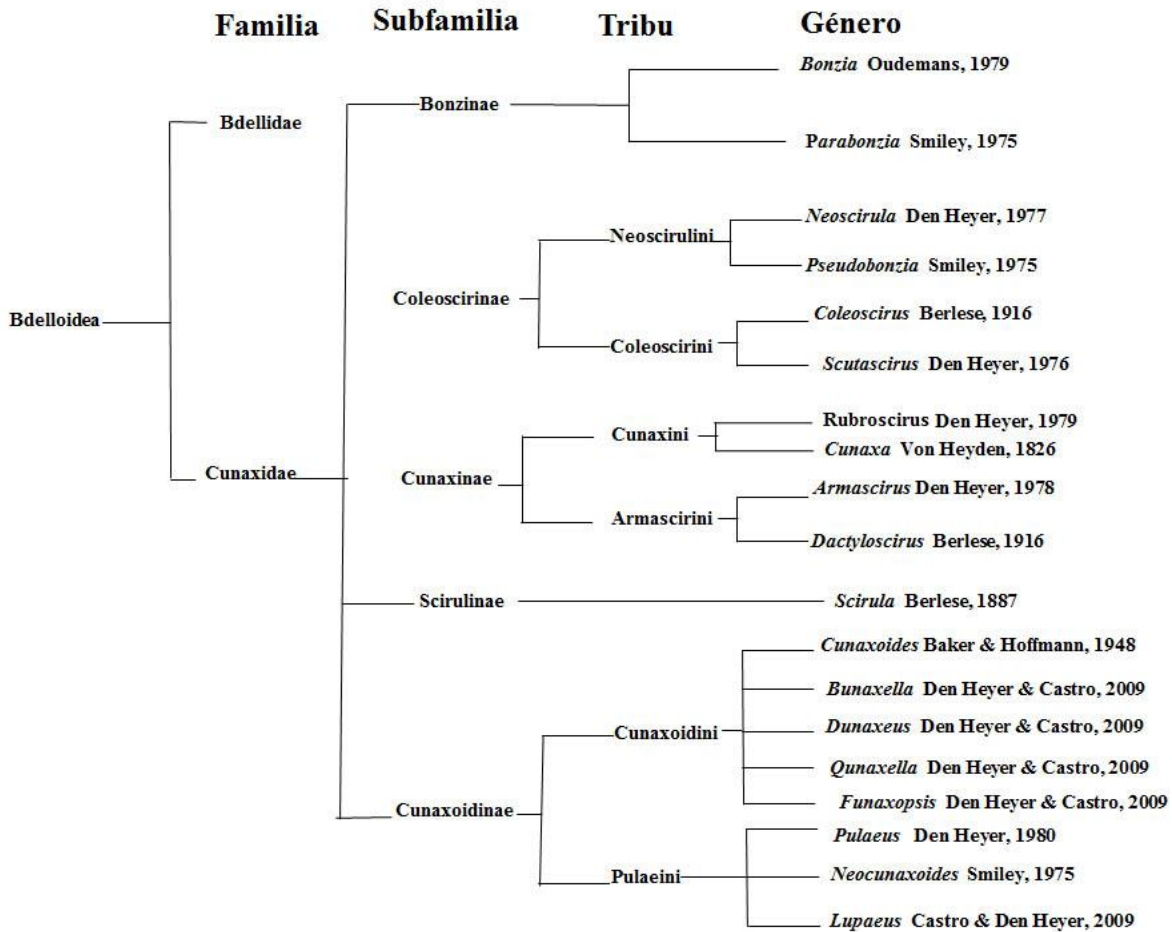 Familia Subfamilia Tribu Género
Bonzia Oudemans, 1979
Bonzinae
Bdellidae
Parabonzia Smiley, 1975
Neoscirula Den Heyer, 1977
Neoscirulini
Pseudobonzia Smiley, 1975
Coleoscirinae
Coleoscirus Berlese, 1916
Bdelloidea
Coleoscirini
Scutascirus Den Heyer, 1976
Rubroscirus Den Heyer, 1979
Cunaxini
Cunaxa Von Heyden, 1826
Cunaxidae
Cunaxinae
Armascirus Den Heyer, 1978
Armascirini
Dactyloscirus Berlese, 1916
Scirulinae
Scirula Berlese, 1887
Cunaxoides Baker & Hoffmann, 1948
Bunaxella Den Heyer & Castro, 2009
Cunaxoidini
Dunaxeus Den Heyer & Castro, 2009
Qunaxella Den Heyer & Castro, 2009
Funaxopsis Den Heyer & Castro, 2009
Cunaxoidinae
Pulaeus Den Heyer, 1980
Pulaeini
Neocunaxoides Smiley, 1975
Lupaeus Castro & Den Heyer, 2009